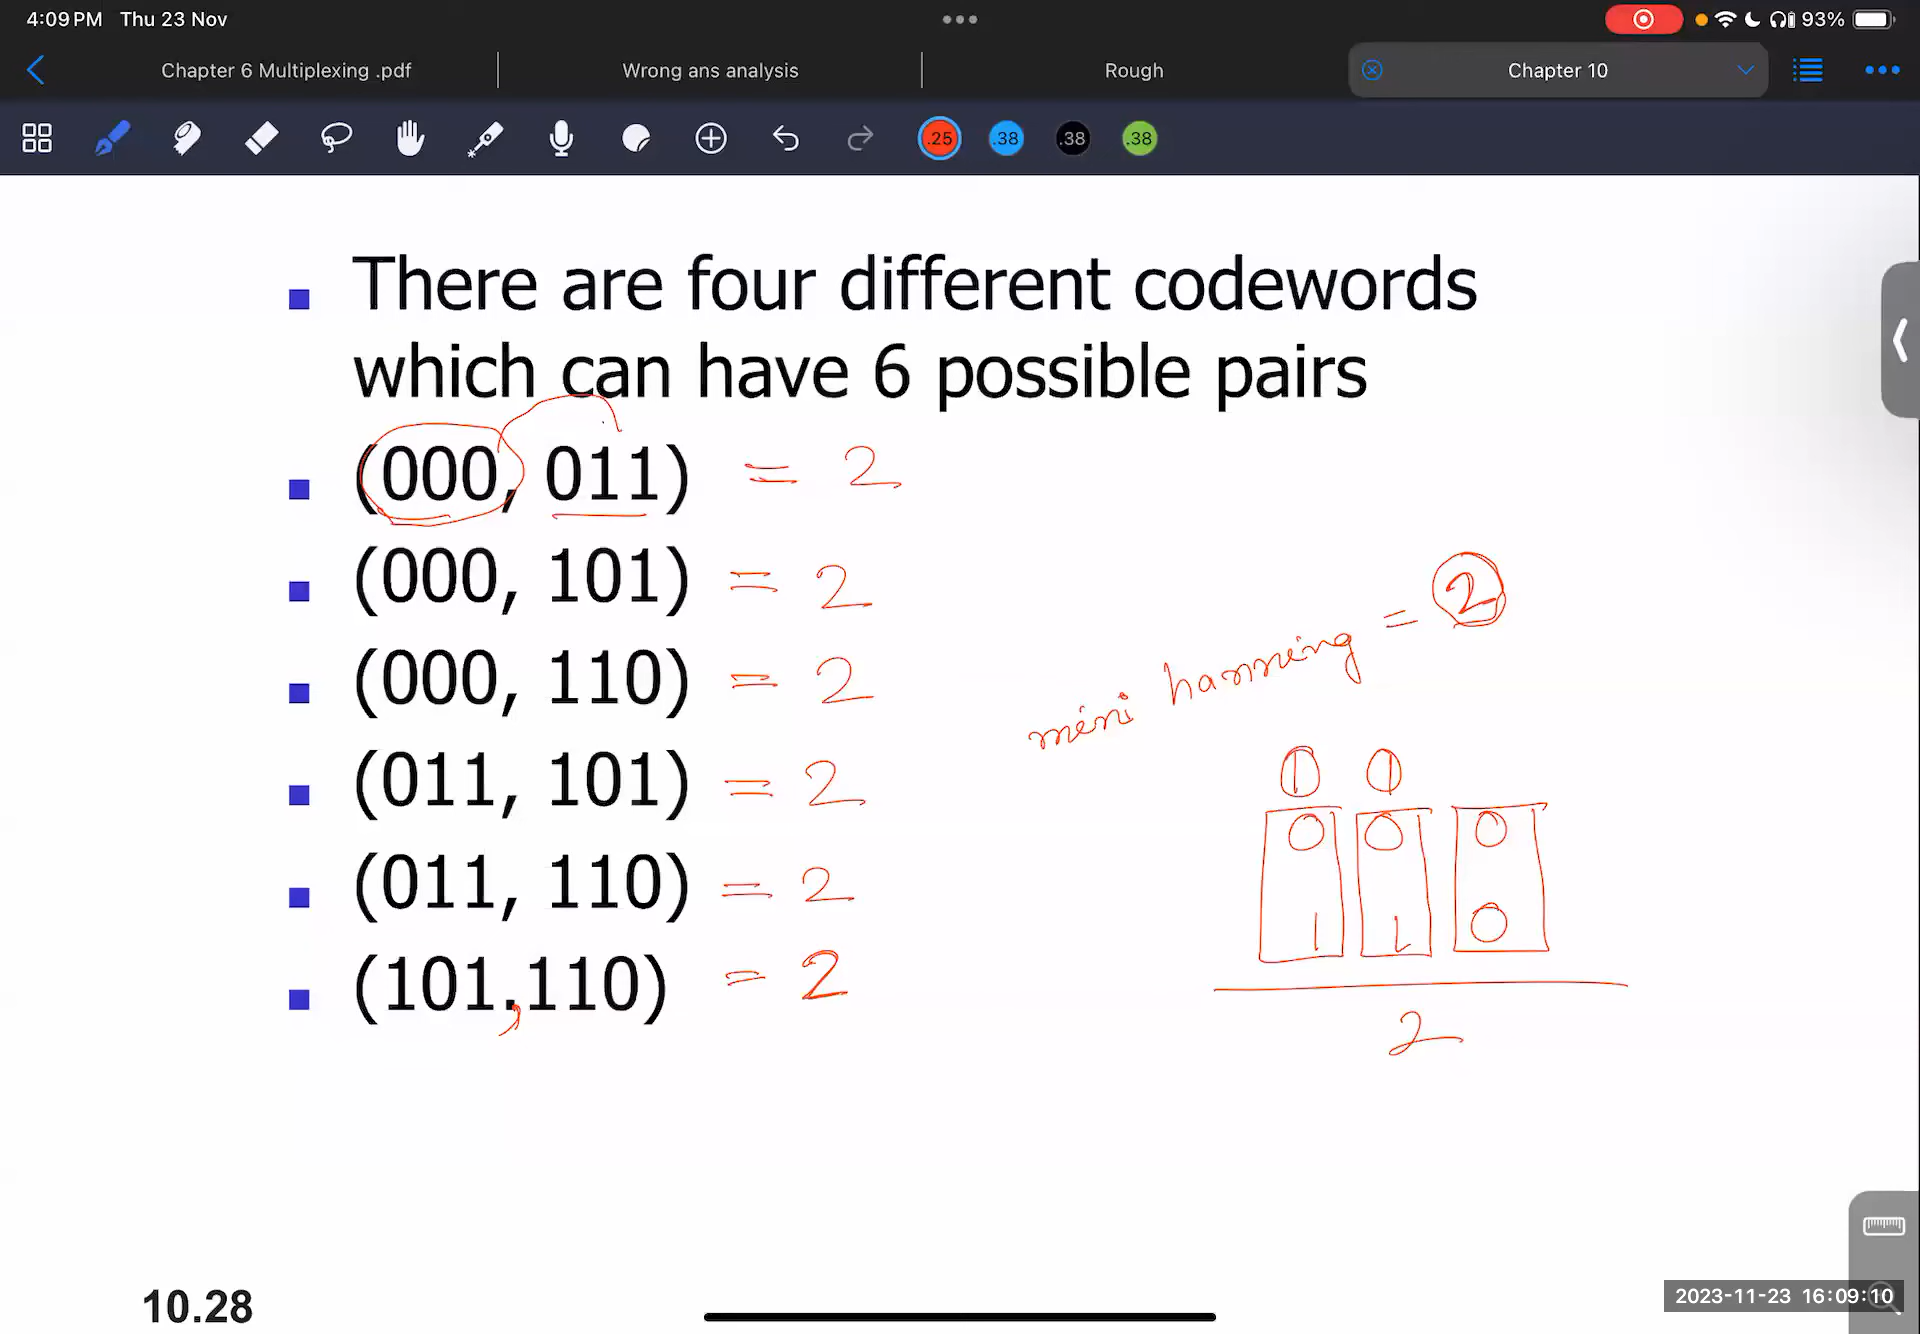 4:09 PM Thu 23 Nov
93%
Chapter 6 Multiplexing .pdf
Wrong ans analysis
Rough
Chapter 10
.25 .38 .38 .38
There are four different codewords
which can have 6 possible pairs
(000, 011) = 2
(000, 101) = 2
(000, 110) = 2
(011, 101) = 2
(011, 110) = 2
(101,110) = 2
mini hamming = 2
1 1
0 0 0
1 1 0
2
10.28
2023-11-23 16:09:10